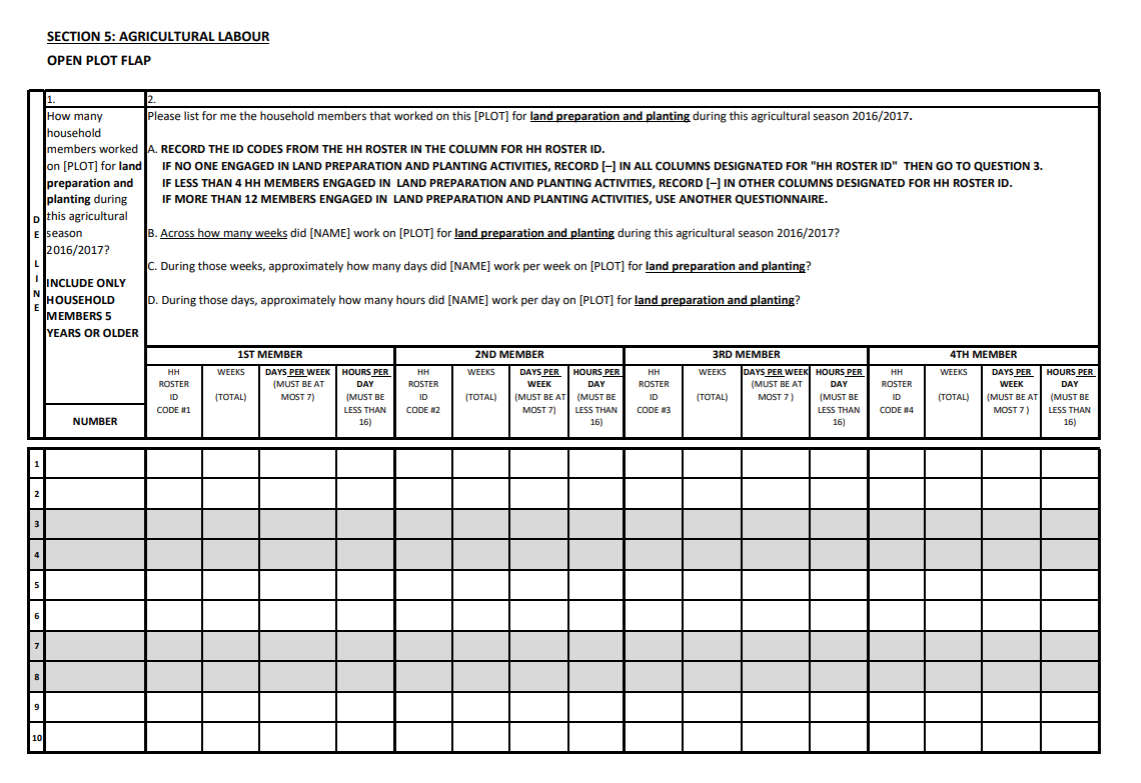 SECTION 5: AGRICULTURAL LABOUR
OPEN PLOT FLAP
D
E
L
I
N
E
1.
How many
household
members worked
on [PLOT] for land
preparation and
planting during
this agricultural
season
2016/2017?
INCLUDE ONLY
HOUSEHOLD
MEMBERS 5
YEARS OR OLDER
NUMBER
2.
Please list for me the household members that worked on this [PLOT] for land preparation and planting during this agricultural season 2016/2017.
A. RECORD THE ID CODES FROM THE HH ROSTER IN THE COLUMN FOR HH ROSTER ID.
IF NO ONE ENGAGED IN LAND PREPARATION AND PLANTING ACTIVITIES, RECORD [–] IN ALL COLUMNS DESIGNATED FOR "HH ROSTER ID" THEN GO TO QUESTION 3.
IF LESS THAN 4 HH MEMBERS ENGAGED IN LAND PREPARATION AND PLANTING ACTIVITIES, RECORD [–] IN OTHER COLUMNS DESIGNATED FOR HH ROSTER ID.
IF MORE THAN 12 MEMBERS ENGAGED IN LAND PREPARATION AND PLANTING ACTIVITIES, USE ANOTHER QUESTIONNAIRE.
B. Across how many weeks did [NAME] work on [PLOT] for land preparation and planting during this agricultural season 2016/2017?
C. During those weeks, approximately how many days did [NAME] work per week on [PLOT] for land preparation and planting?
D. During those days, approximately how many hours did [NAME] work per day on [PLOT] for land preparation and planting?
1ST MEMBER
HH
ROSTER
ID
CODE #1
WEEKS
(TOTAL)
DAYS PER WEEK
(MUST BE AT
MOST 7)
HOURS PER
DAY
(MUST BE
LESS THAN
16)
2ND MEMBER
HH
ROSTER
ID
CODE #2
WEEKS
(TOTAL)
DAYS PER
WEEK
(MUST BE AT
MOST 7)
HOURS PER
DAY
(MUST BE
LESS THAN
16)
3RD MEMBER
HH
ROSTER
ID
CODE #3
WEEKS
(TOTAL)
DAYS PER WEEK
(MUST BE AT
MOST 7 )
HOURS PER
DAY
(MUST BE
LESS THAN
16)
4TH MEMBER
HH
ROSTER
ID
CODE #4
WEEKS
(TOTAL)
DAYS PER
WEEK
(MUST BE AT
MOST 7 )
HOURS PER
DAY
(MUST BE
LESS THAN
16)
1
2
3
4
5
6
7
8
9
10